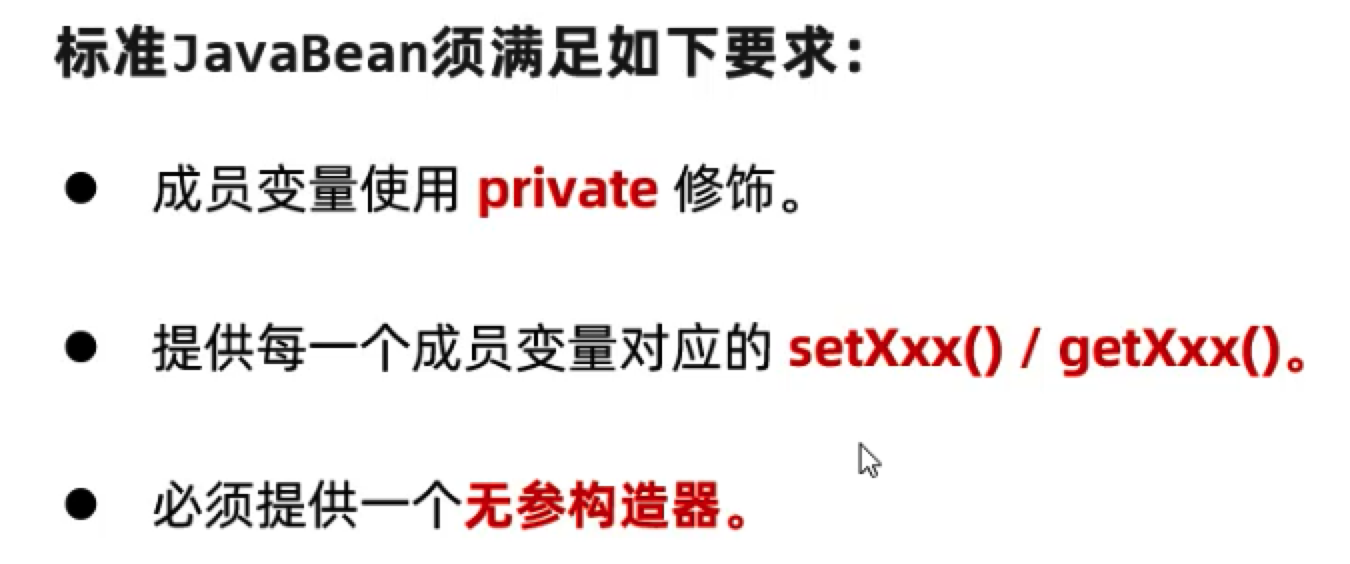 标准JavaBean须满足如下要求：
● 成员变量使用 private 修饰。
● 提供每一个成员变量对应的 setXxx() / getXxx()。
● 必须提供一个无参构造器。